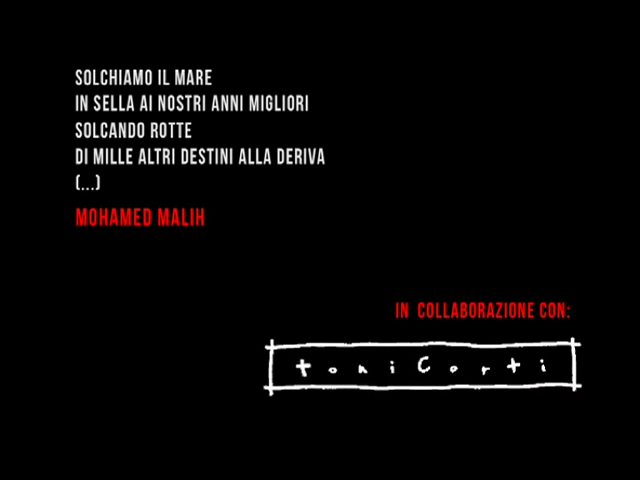 SOLCHIAMO IL MARE
IN SELLA AI NOSTRI ANNI MIGLIORI
SOLCANDO ROTTE
DI MILLE ALTRI DESTINI ALLA DERIVA
(...)
MOHAMED MALIH
IN COLLABORAZIONE CON:
toniCorti